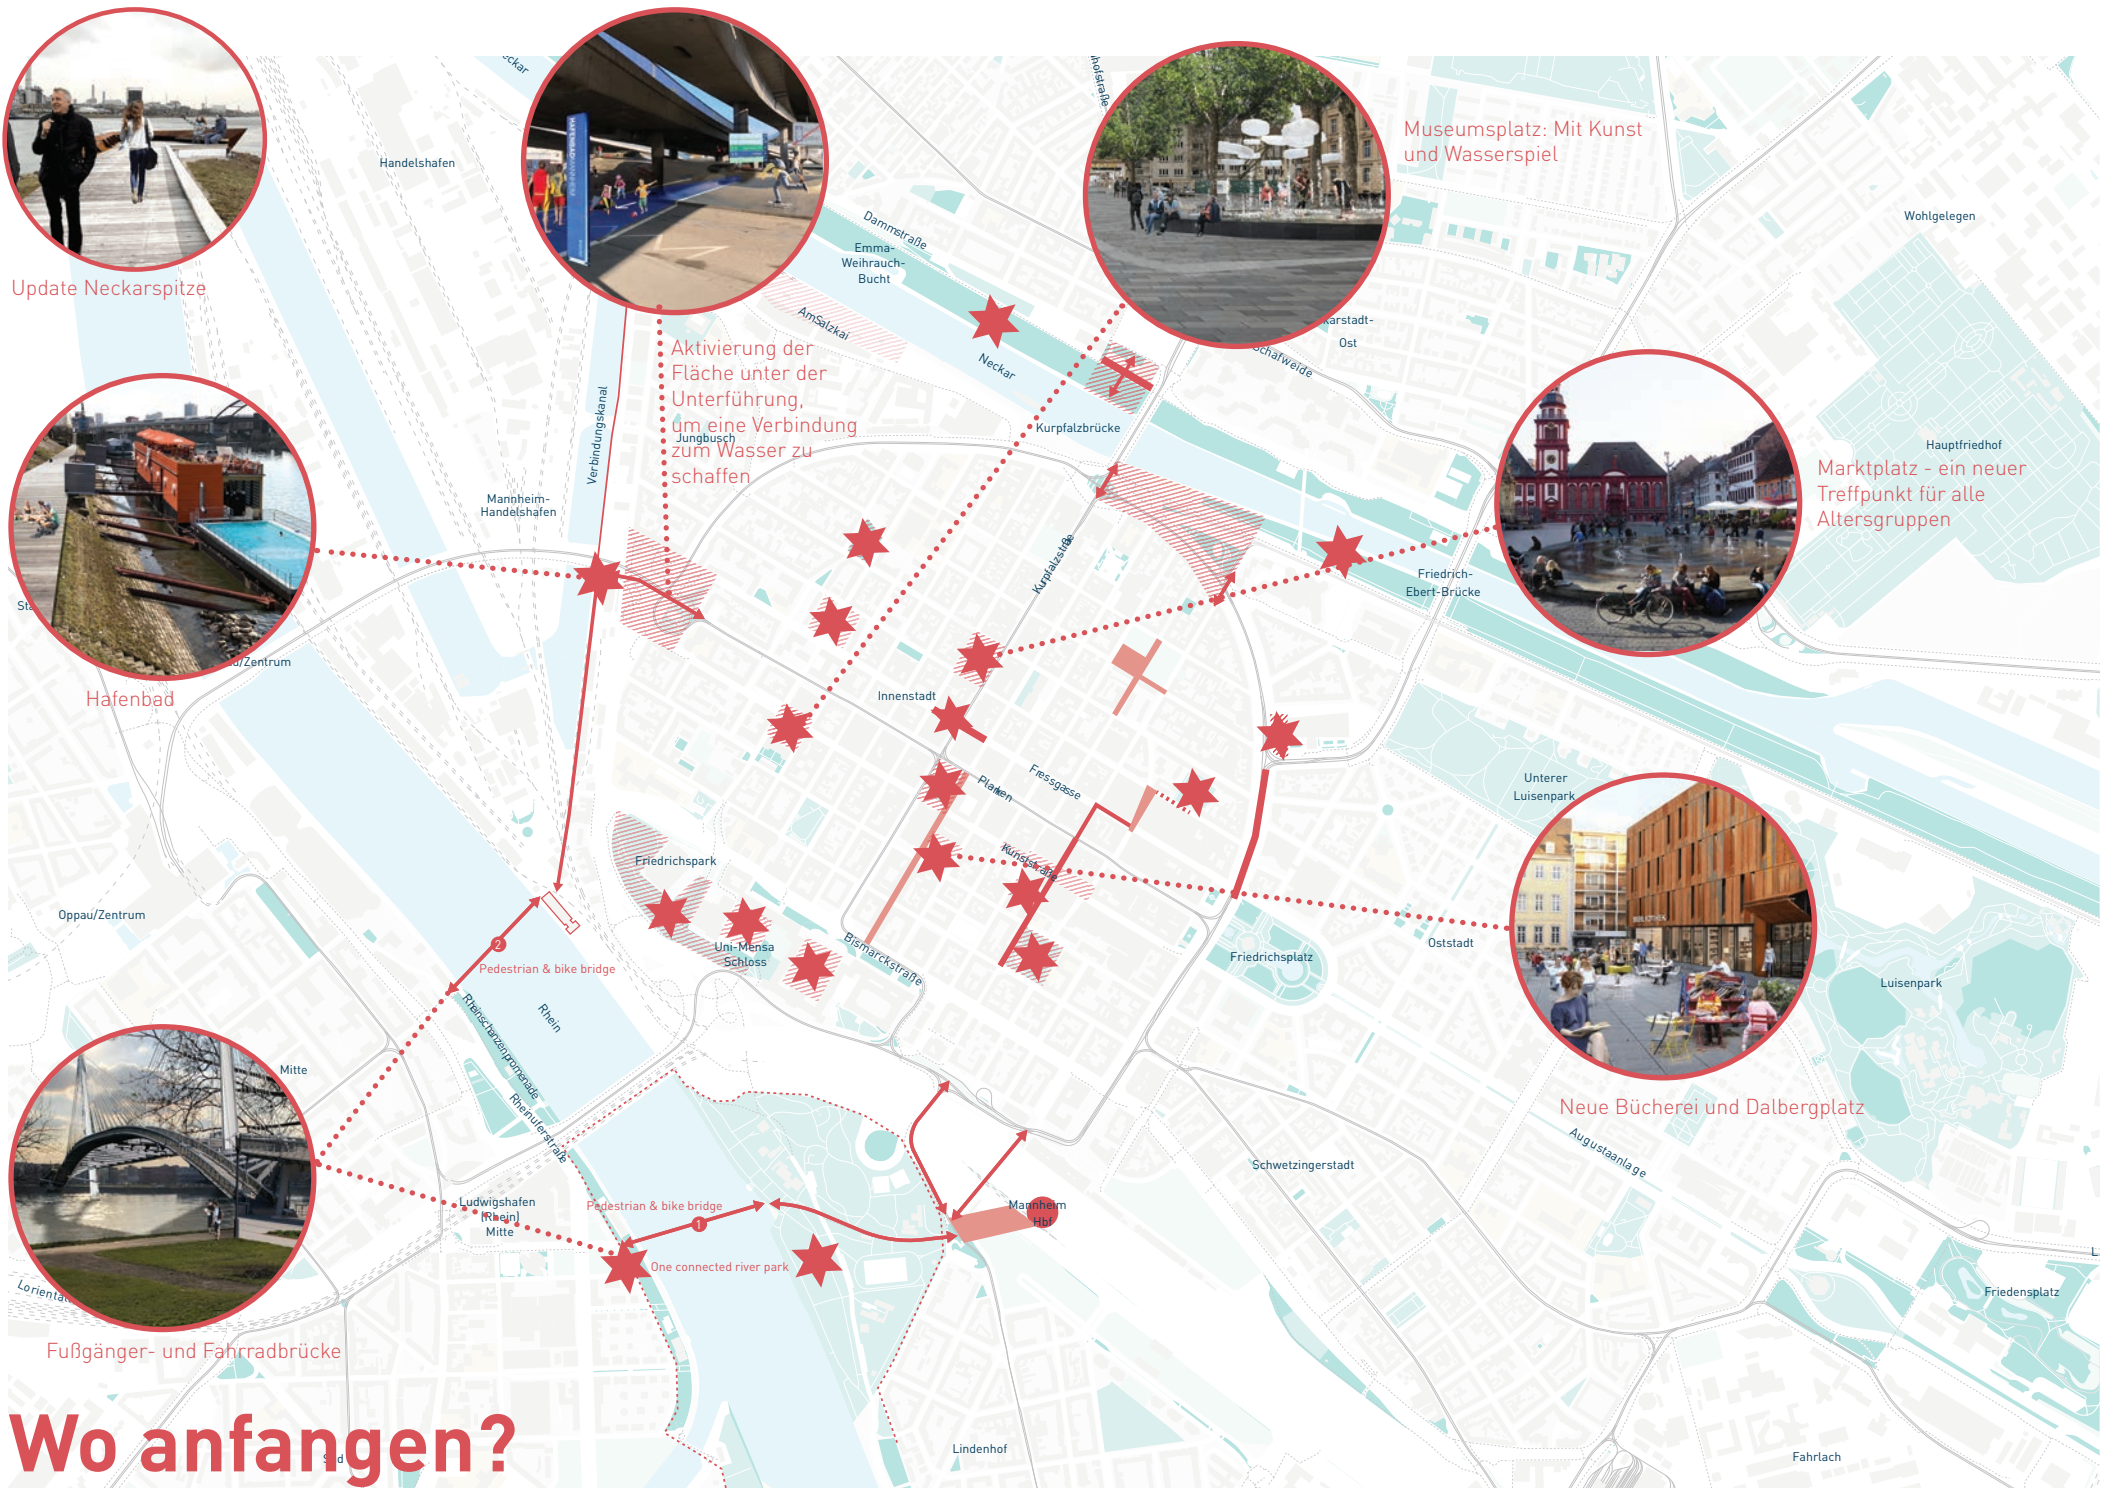 Museumsplatz: Mit Kunst
und Wasserspiel
Handelshafen
Wohlgelegen
Dammstraße
Emma-
Weihrauch-
Bucht
Update Neckarspitze
AmSalzkai
Neckar
Ost
Schafweide
Aktivierung der
Fläche unter der
Unterführung,
um eine Verbindung
zum Wasser zu
schaffen
Jungbusch
Verbindungskanal
Kurpfalzbrücke
Hauptfriedhof
Marktplatz - ein neuer
Treffpunkt für alle
Altersgruppen
Mannheim-
Handelshafen
Kurpfalzstraße
Friedrich-
Ebert-Brücke
Hafenbad
Innenstadt
Planken
Fressgasse
Unterer
Luisenpark
Kunststraße
Friedrichspark
Oppau/Zentrum
Uni-Mensa
Schloss
Bismarckstraße
Friedrichsplatz
Oststadt
Luisenpark
2
Pedestrian & bike bridge
Rhein
Rheinschanzenpromenade
Rheinuferstraße
Mitte
Neue Bücherei und Dalbergplatz
Augustaanlage
Schwetzingerstadt
Ludwigshafen
(Rhein)
Mitte
Pedestrian & bike bridge
1
One connected river park
Mannheim
Hbf
Friedensplatz
Fußgänger- und Fahrradbrücke
Wo anfangen?
Lindenhof
Fahrlach